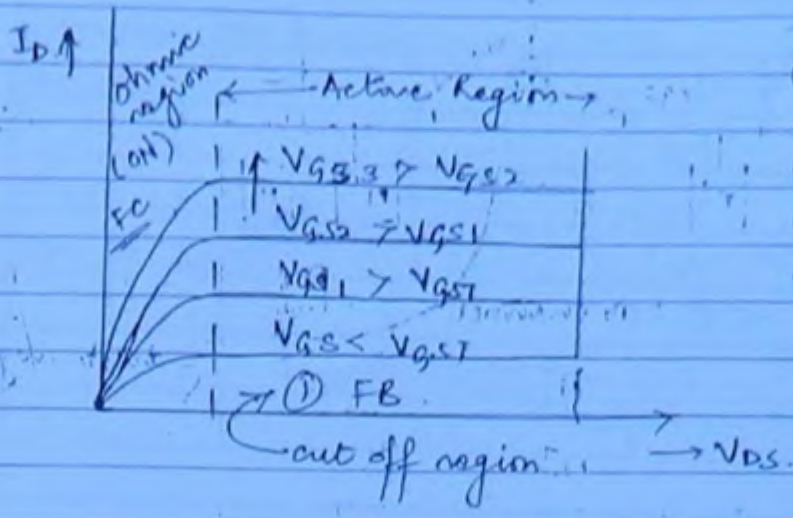 I_D ↑
Ohmic region
(ON)
FC
← Active Region →
V_GS3 > V_GS2
V_GS2 > V_GS1
V_GS1 > V_GST
V_GS < V_GST
① FB
cut off region
→ V_DS.